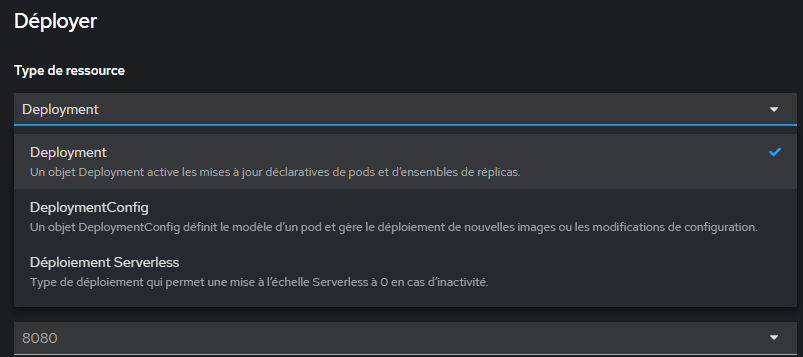 Déployer
Type de ressource
Deployment
Deployment
Un objet Deployment active les mises à jour déclaratives de pods et d'ensembles de réplicas.
DeploymentConfig
Un objet DeploymentConfig définit le modèle d'un pod et gère le déploiement de nouvelles images ou les modifications de configuration.
Déploiement Serverless
Type de déploiement qui permet une mise à l'échelle Serverless à 0 en cas d'inactivité.
8080